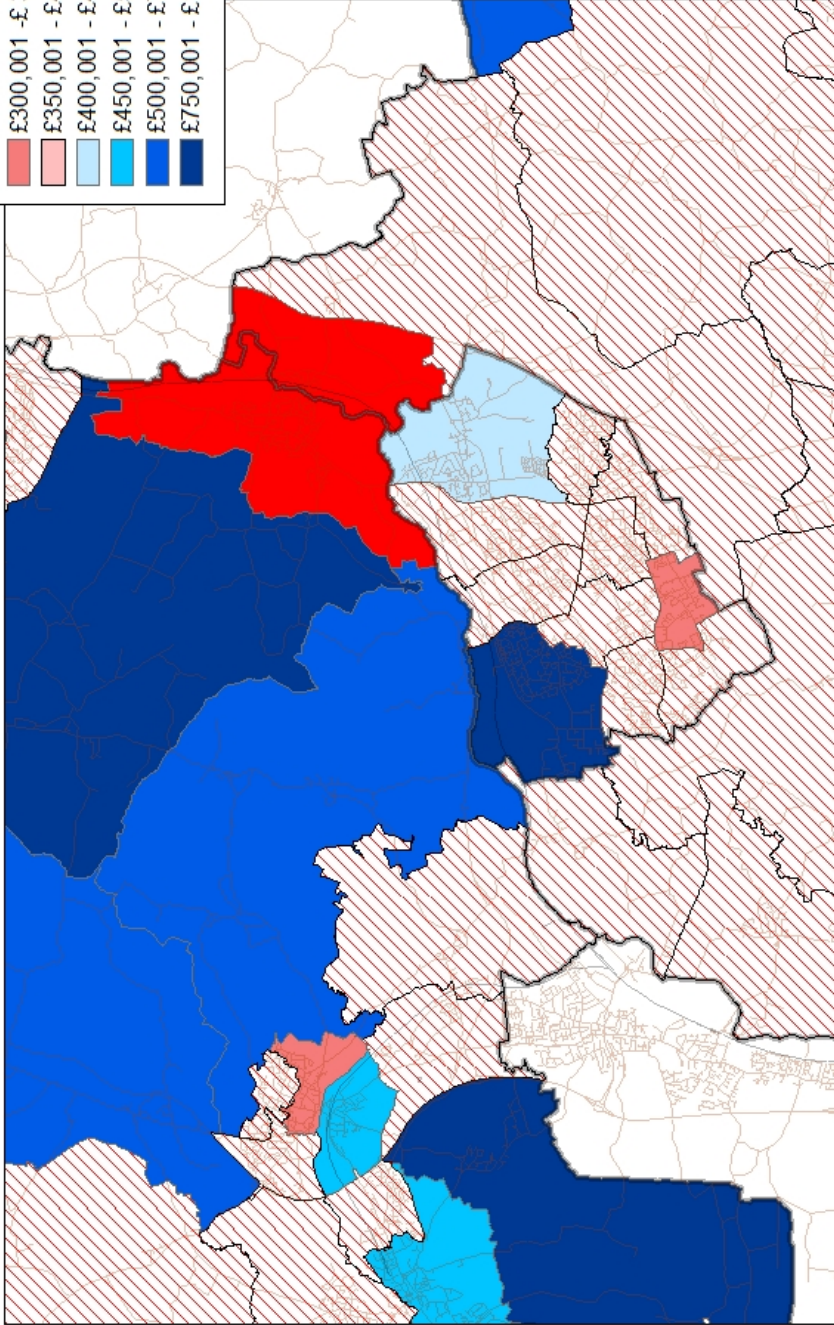 £300,001 - £
£350,001 - £
£400,001 - £
£450,001 - £
£500,001 - £
£750,001 - £